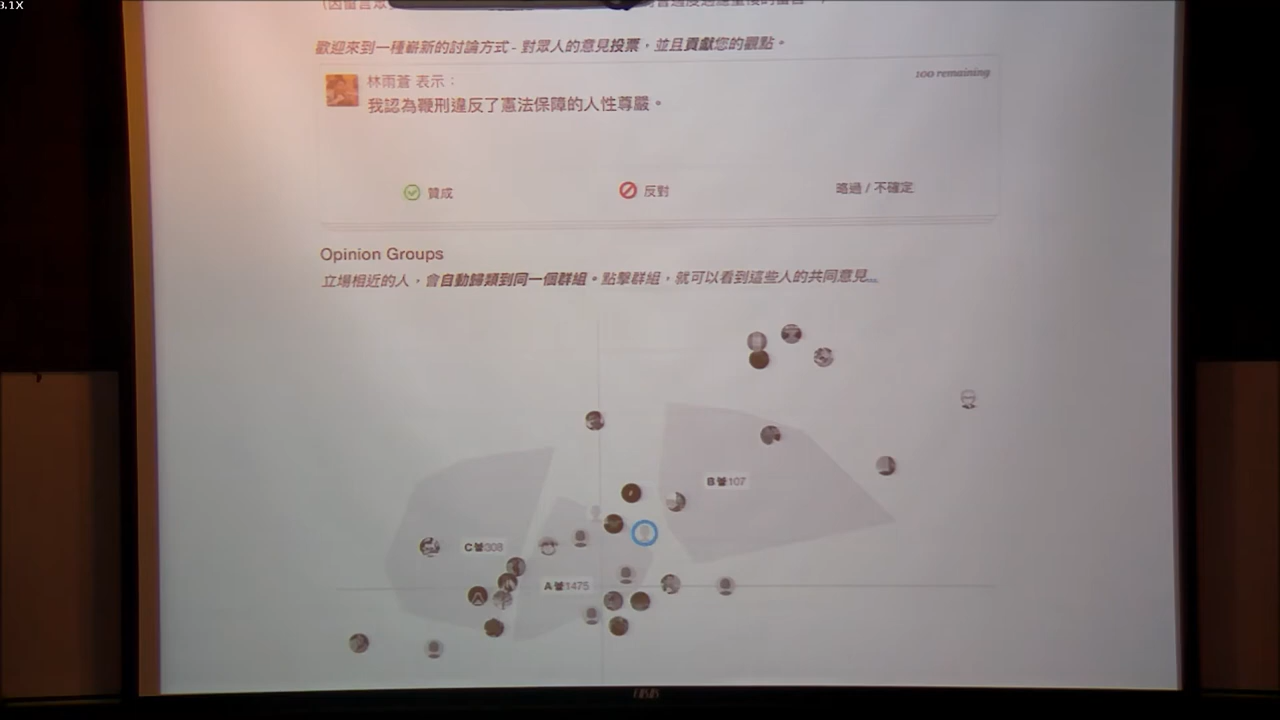 3.1X
歡迎來到一種嶄新的討論方式 - 對眾人的意見投票，並且貢獻您的觀點。
林雨蒼 表示：
100 remaining
我認為鞭刑違反了憲法保障的人性尊嚴。
贊成
反對
略過 / 不確定
Opinion Groups
立場相近的人，會自動歸類到同一個群組。點擊群組，就可以看到這些人的共同意見...
B 107
C 308
A 1475